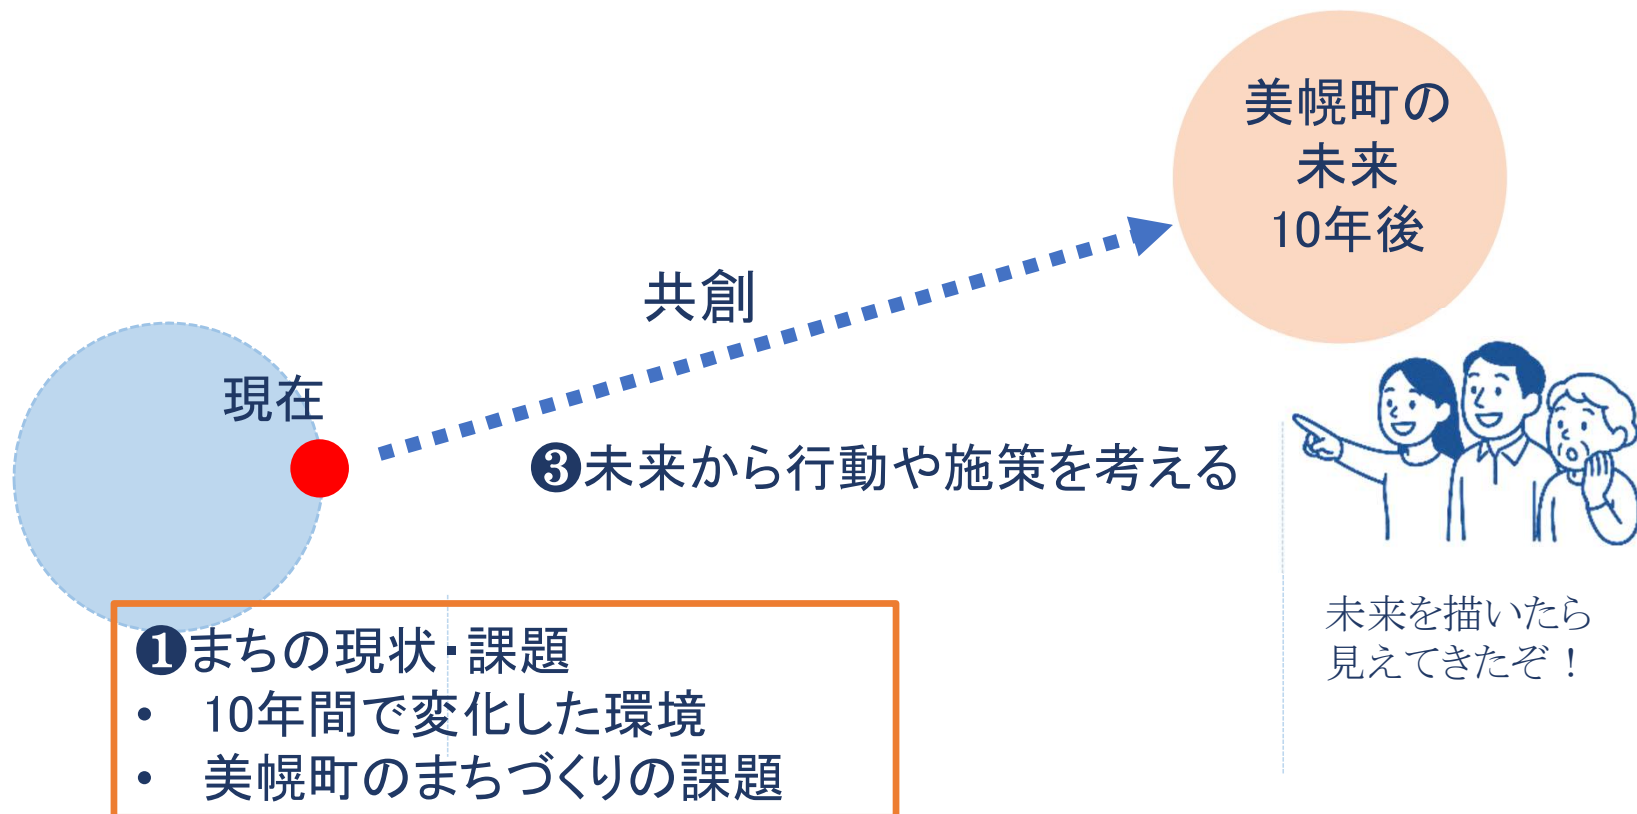 美幌町の
未来
10年後
共創
現在
❸未来から行動や施策を考える
未来を描いたら
見えてきたぞ！
❶まちの現状・課題
• 10年間で変化した環境
• 美幌町のまちづくりの課題